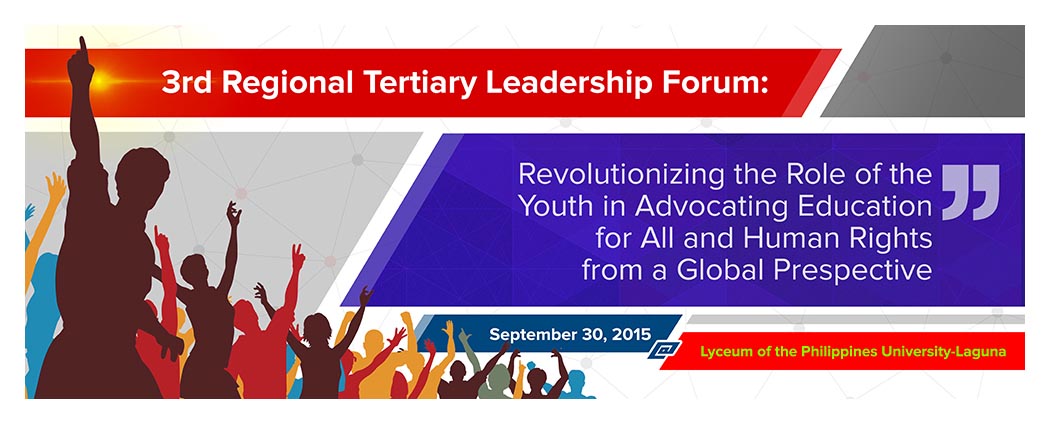 3rd Regional Tertiary Leadership Forum:
Revolutionizing the Role of the
Youth in Advocating Education
for All and Human Rights
from a Global Prespective
”
September 30, 2015
@
Lyceum of the Philippines University-Laguna